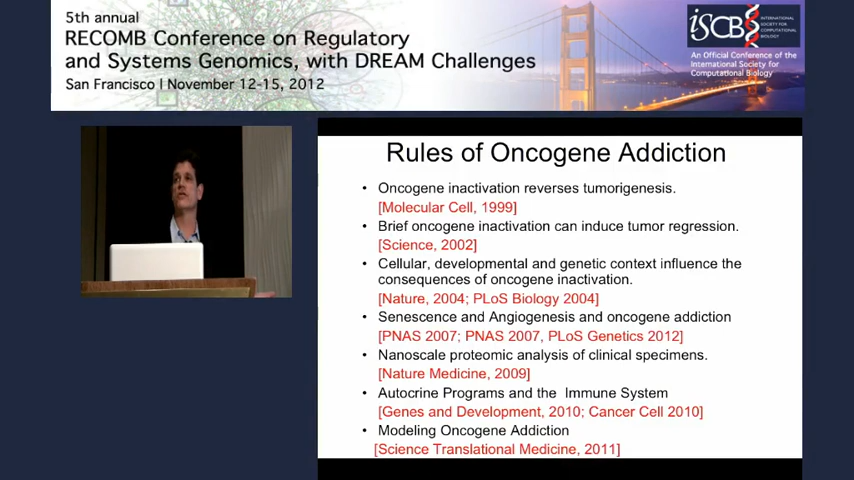 5th annual
RECOMB Conference on Regulatory
and Systems Genomics, with DREAM Challenges
San Francisco | November 12-15, 2012
iSCB
INTERNATIONAL
SOCIETY FOR
COMPUTATIONAL
BIOLOGY
An Official Conference of the
International Society for
Computational Biology
Rules of Oncogene Addiction
• Oncogene inactivation reverses tumorigenesis.
[Molecular Cell, 1999]
• Brief oncogene inactivation can induce tumor regression.
[Science, 2002]
• Cellular, developmental and genetic context influence the
consequences of oncogene inactivation.
[Nature, 2004; PLoS Biology 2004]
• Senescence and Angiogenesis and oncogene addiction
[PNAS 2007; PNAS 2007, PLoS Genetics 2012]
• Nanoscale proteomic analysis of clinical specimens.
[Nature Medicine, 2009]
• Autocrine Programs and the Immune System
[Genes and Development, 2010; Cancer Cell 2010]
• Modeling Oncogene Addiction
[Science Translational Medicine, 2011]